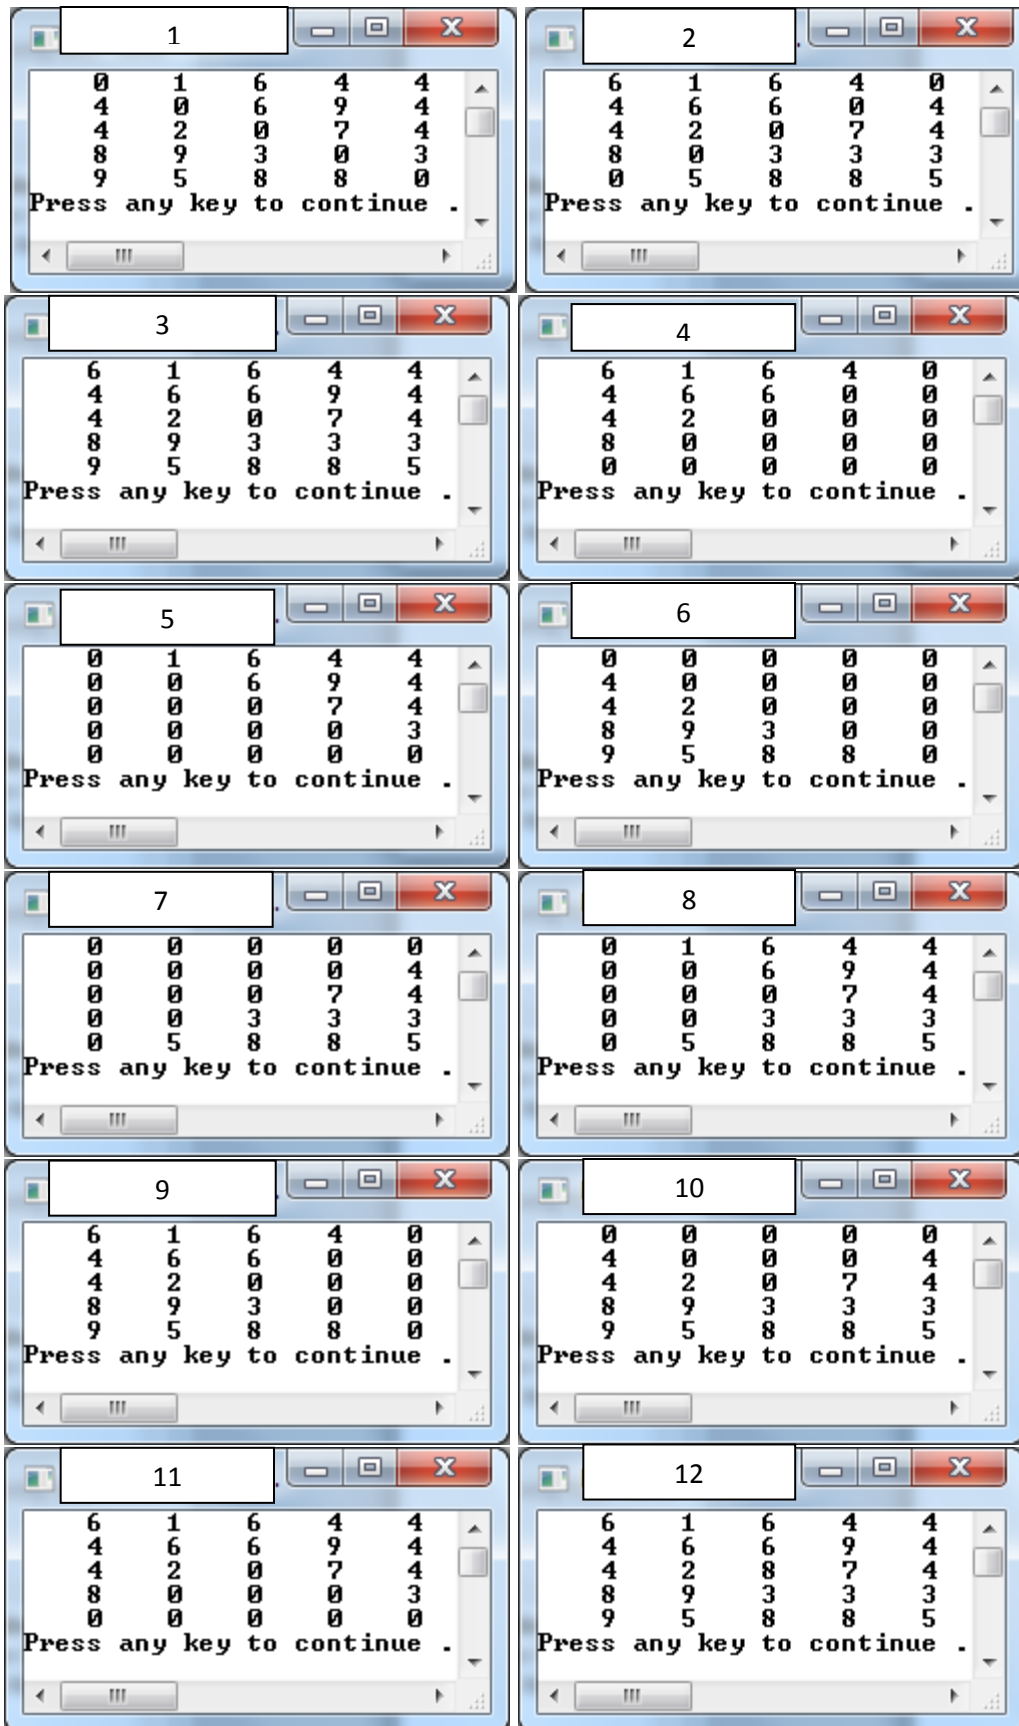 1
0 1 6 4 4
4 0 6 9 4
4 2 0 7 4
8 9 3 0 3
9 5 8 8 0
Press any key to continue .
2
6 1 6 4 0
4 6 6 0 4
4 2 0 7 4
8 0 3 3 3
0 5 8 8 5
Press any key to continue .
3
6 1 6 4 4
4 6 6 9 4
4 2 0 7 4
8 9 3 3 3
9 5 8 8 5
Press any key to continue .
4
6 1 6 4 0
4 6 6 0 0
4 2 0 0 0
8 0 0 0 0
0 0 0 0 0
Press any key to continue .
5
0 1 6 4 4
0 0 6 9 4
0 0 0 7 4
0 0 0 0 3
0 0 0 0 0
Press any key to continue .
6
0 0 0 0 0
4 0 0 0 0
4 2 0 0 0
8 9 3 0 0
9 5 8 8 0
Press any key to continue .
7
0 0 0 0 0
0 0 0 0 4
0 0 0 7 4
0 0 3 3 3
0 5 8 8 5
Press any key to continue .
8
0 1 6 4 4
0 0 6 9 4
0 0 0 7 4
0 0 3 3 3
0 5 8 8 5
Press any key to continue .
9
6 1 6 4 0
4 6 6 0 0
4 2 0 0 0
8 9 3 0 0
9 5 8 8 0
Press any key to continue .
10
0 0 0 0 0
4 0 0 0 4
4 2 0 7 4
8 9 3 3 3
9 5 8 8 5
Press any key to continue .
11
6 1 6 4 4
4 6 6 9 4
4 2 0 7 4
8 0 0 0 3
0 0 0 0 0
Press any key to continue .
12
6 1 6 4 4
4 6 6 9 4
4 2 8 7 4
8 9 3 3 3
9 5 8 8 5
Press any key to continue .